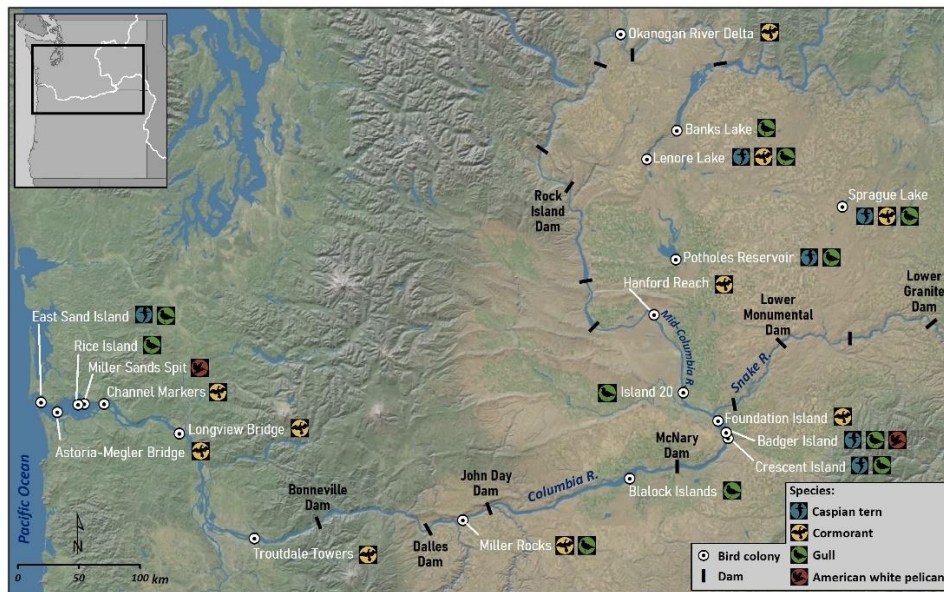 Okanogan River Delta
Banks Lake
Lenore Lake
Rock
Island
Dam
Sprague Lake
Potholes Reservoir
Hanford Reach
Lower
Granite
Dam
Lower
Monumental
Dam
Mid-Columbia R.
Snake R.
East Sand Island
Rice Island
Miller Sands Spit
Channel Markers
Island 20
Longview Bridge
Astoria-Megler Bridge
Foundation Island
Badger Island
Crescent Island
McNary
Dam
Pacific Ocean
Bonneville
Dam
John Day
Dam
Columbia R.
Blalock Islands
Troutdale Towers
Dalles
Dam
Miller Rocks
N
0 50 100 km
Species:
Caspian tern
Cormorant
Gull
American white pelican
Bird colony
Dam